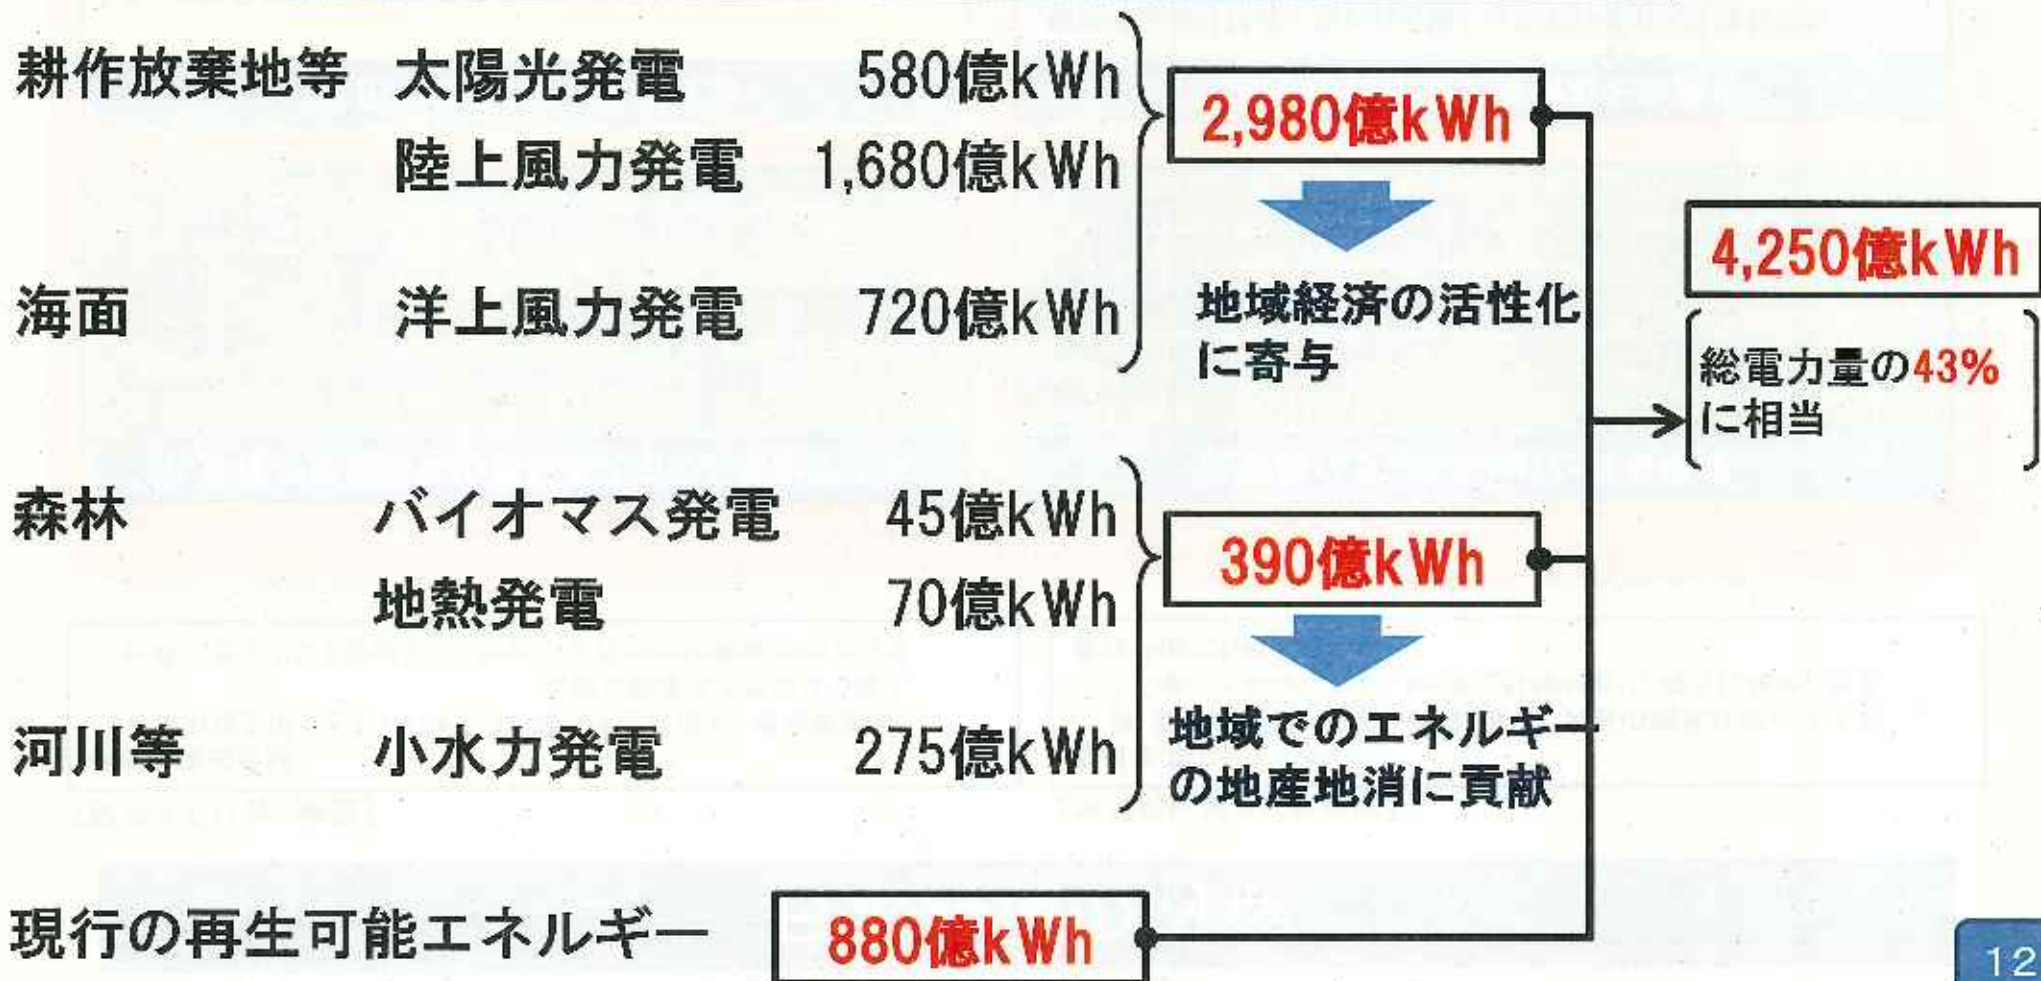 耕作放棄地等 太陽光発電 580億kWh
陸上風力発電 1,680億kWh
2,980億kWh
地域経済の活性化
に寄与
海面 洋上風力発電 720億kWh
4,250億kWh
総電力量の43%
に相当
森林 バイオマス発電 45億kWh
地熱発電 70億kWh
390億kWh
地域でのエネルギー
の地産地消に貢献
河川等 小水力発電 275億kWh
現行の再生可能エネルギー 880億kWh
12